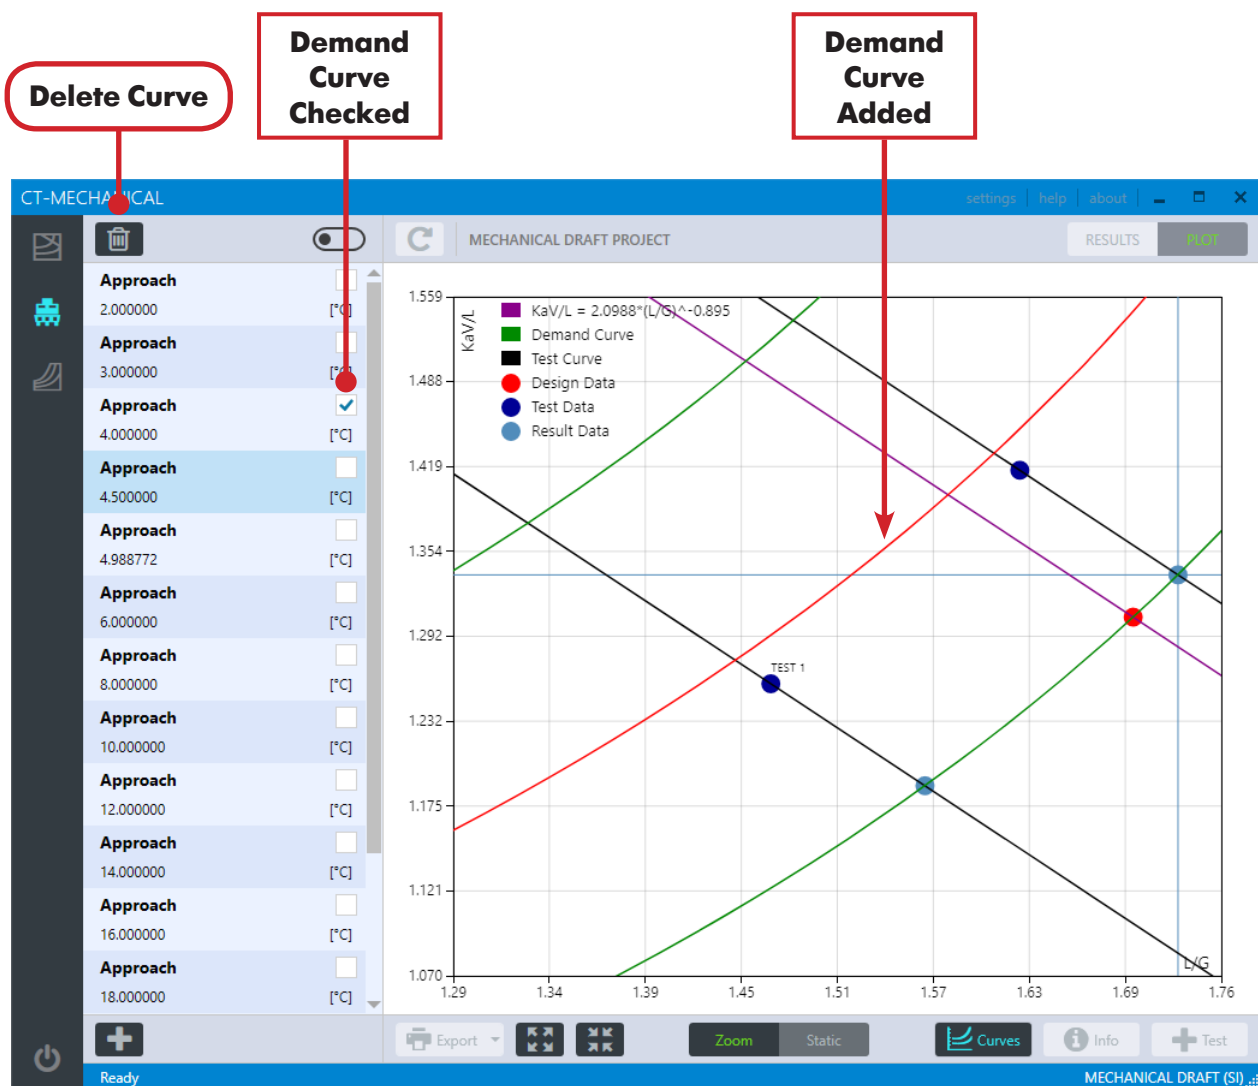 Delete Curve
Demand
Curve
Checked
Demand
Curve
Added
CT-MECHANICAL
settings help about
MECHANICAL DRAFT PROJECT
RESULTS PLOT
Approach
2.000000 [°C]
Approach
3.000000 [°C]
Approach
4.000000 [°C]
Approach
4.500000 [°C]
Approach
4.988772 [°C]
Approach
6.000000 [°C]
Approach
8.000000 [°C]
Approach
10.000000 [°C]
Approach
12.000000 [°C]
Approach
14.000000 [°C]
Approach
16.000000 [°C]
Approach
18.000000 [°C]
KaV/L
KaV/L = 2.0988*(L/G)^-0.895
Demand Curve
Test Curve
Design Data
Test Data
Result Data
1.559
1.488
1.419
1.354
1.292
1.232
1.175
1.121
1.070
TEST 1
L/G
1.29 1.34 1.39 1.45 1.51 1.57 1.63 1.69 1.76
Export Zoom Static Curves Info Test
Ready MECHANICAL DRAFT (SI)